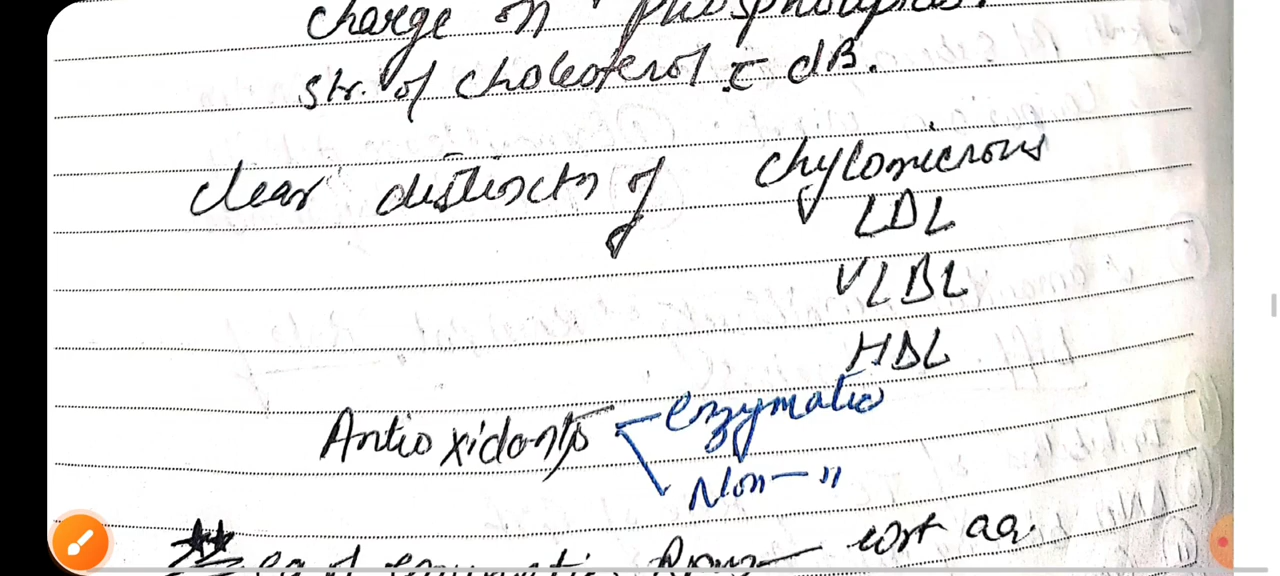 charge on phospholipids.
str. of cholesterol c̄ dB.
clear distinctn of chylomicrons
LDL
VLDL
HDL
Antioxidants enzymatic
Non- "
wrt aa